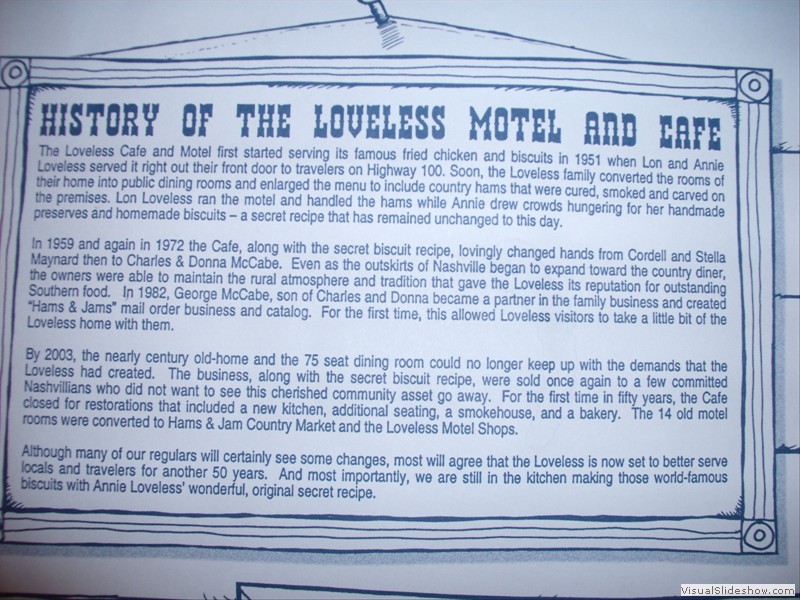 HISTORY OF THE LOVELESS MOTEL AND CAFE
The Loveless Cafe and Motel first started serving its famous fried chicken and biscuits in 1951 when Lon and Annie
Loveless served it right out their front door to travelers on Highway 100. Soon, the Loveless family converted the rooms of
their home into public dining rooms and enlarged the menu to include country hams that were cured, smoked and carved on
the premises. Lon Loveless ran the motel and handled the hams while Annie drew crowds hungering for her handmade
preserves and homemade biscuits – a secret recipe that has remained unchanged to this day.
In 1959 and again in 1972 the Cafe, along with the secret biscuit recipe, lovingly changed hands from Cordell and Stella
Maynard then to Charles & Donna McCabe. Even as the outskirts of Nashville began to expand toward the country diner,
the owners were able to maintain the rural atmosphere and tradition that gave the Loveless its reputation for outstanding
Southern food. In 1982, George McCabe, son of Charles and Donna became a partner in the family business and created
"Hams & Jams" mail order business and catalog. For the first time, this allowed Loveless visitors to take a little bit of the
Loveless home with them.
By 2003, the nearly century old-home and the 75 seat dining room could no longer keep up with the demands that the
Loveless had created. The business, along with the secret biscuit recipe, were sold once again to a few committed
Nashvillians who did not want to see this cherished community asset go away. For the first time in fifty years, the Cafe
closed for restorations that included a new kitchen, additional seating, a smokehouse, and a bakery. The 14 old motel
rooms were converted to Hams & Jam Country Market and the Loveless Motel Shops.
Although many of our regulars will certainly see some changes, most will agree that the Loveless is now set to better serve
locals and travelers for another 50 years. And most importantly, we are still in the kitchen making those world-famous
biscuits with Annie Loveless' wonderful, original secret recipe.
VisualSlideshow.com